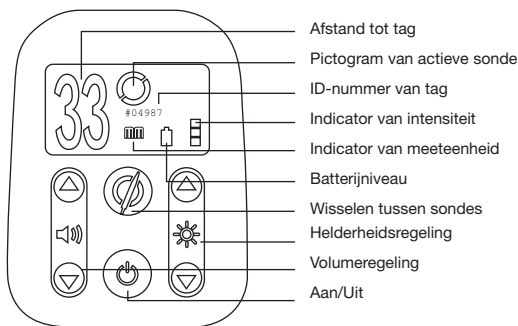 Afstand tot tag
Pictogram van actieve sonde
ID-nummer van tag
Indicator van intensiteit
Indicator van meeteenheid
Batterijniveau
Wisselen tussen sondes
Helderheidsregeling
Volumeregeling
Aan/Uit
33
#04987